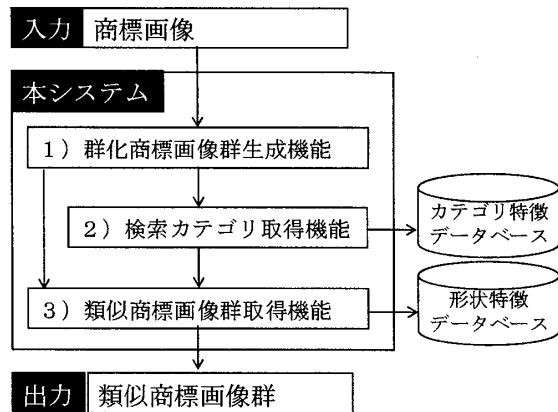 入力 商標画像
本システム
1）群化商標画像群生成機能
2）検索カテゴリ取得機能
カテゴリ特徴
データベース
3）類似商標画像群取得機能
形状特徴
データベース
出力 類似商標画像群